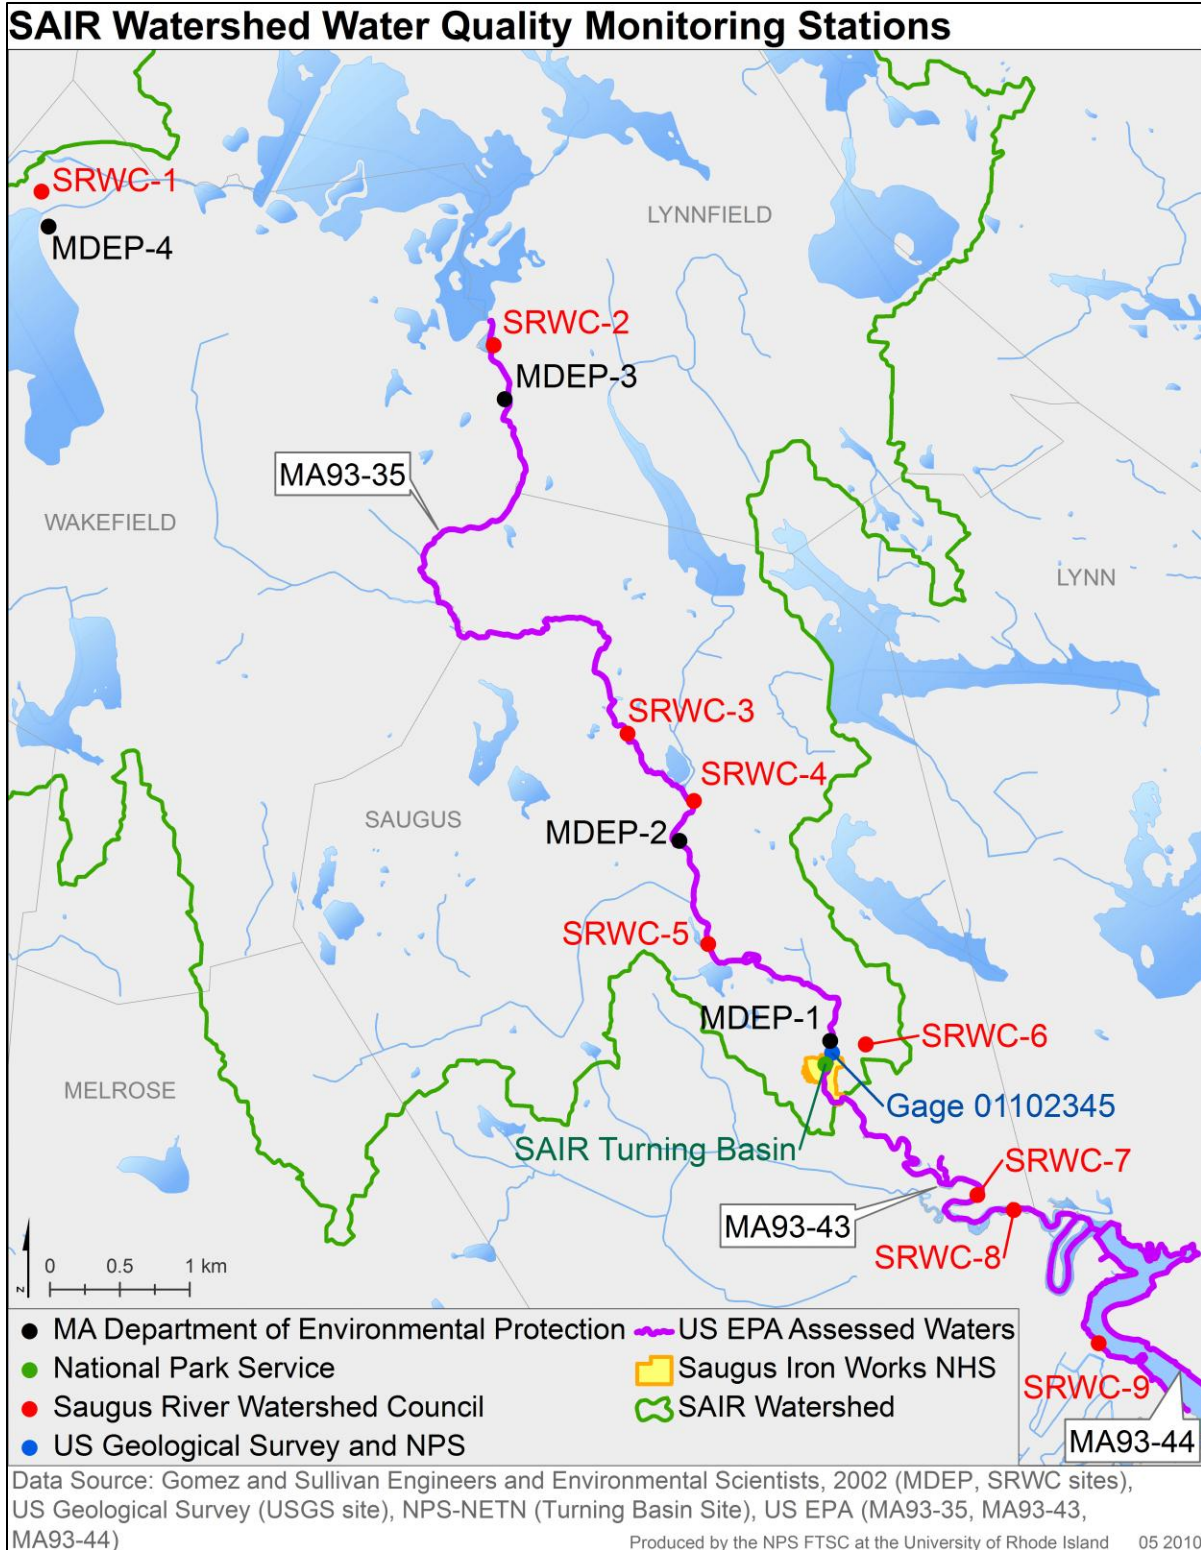 SAIR Watershed Water Quality Monitoring Stations
SRWC-1
MDEP-4
LYNNFIELD
SRWC-2
MDEP-3
MA93-35
WAKEFIELD
LYNN
SRWC-3
SRWC-4
SAUGUS
MDEP-2
SRWC-5
MDEP-1
SRWC-6
MELROSE
Gage 01102345
SAIR Turning Basin
SRWC-7
MA93-43
SRWC-8
N
0 0.5 1 km
SRWC-9
MA93-44
MA Department of Environmental Protection
National Park Service
Saugus River Watershed Council
US Geological Survey and NPS
US EPA Assessed Waters
Saugus Iron Works NHS
SAIR Watershed
Data Source: Gomez and Sullivan Engineers and Environmental Scientists, 2002 (MDEP, SRWC sites),
US Geological Survey (USGS site), NPS-NETN (Turning Basin Site), US EPA (MA93-35, MA93-43,
MA93-44)
Produced by the NPS FTSC at the University of Rhode Island 05 2010